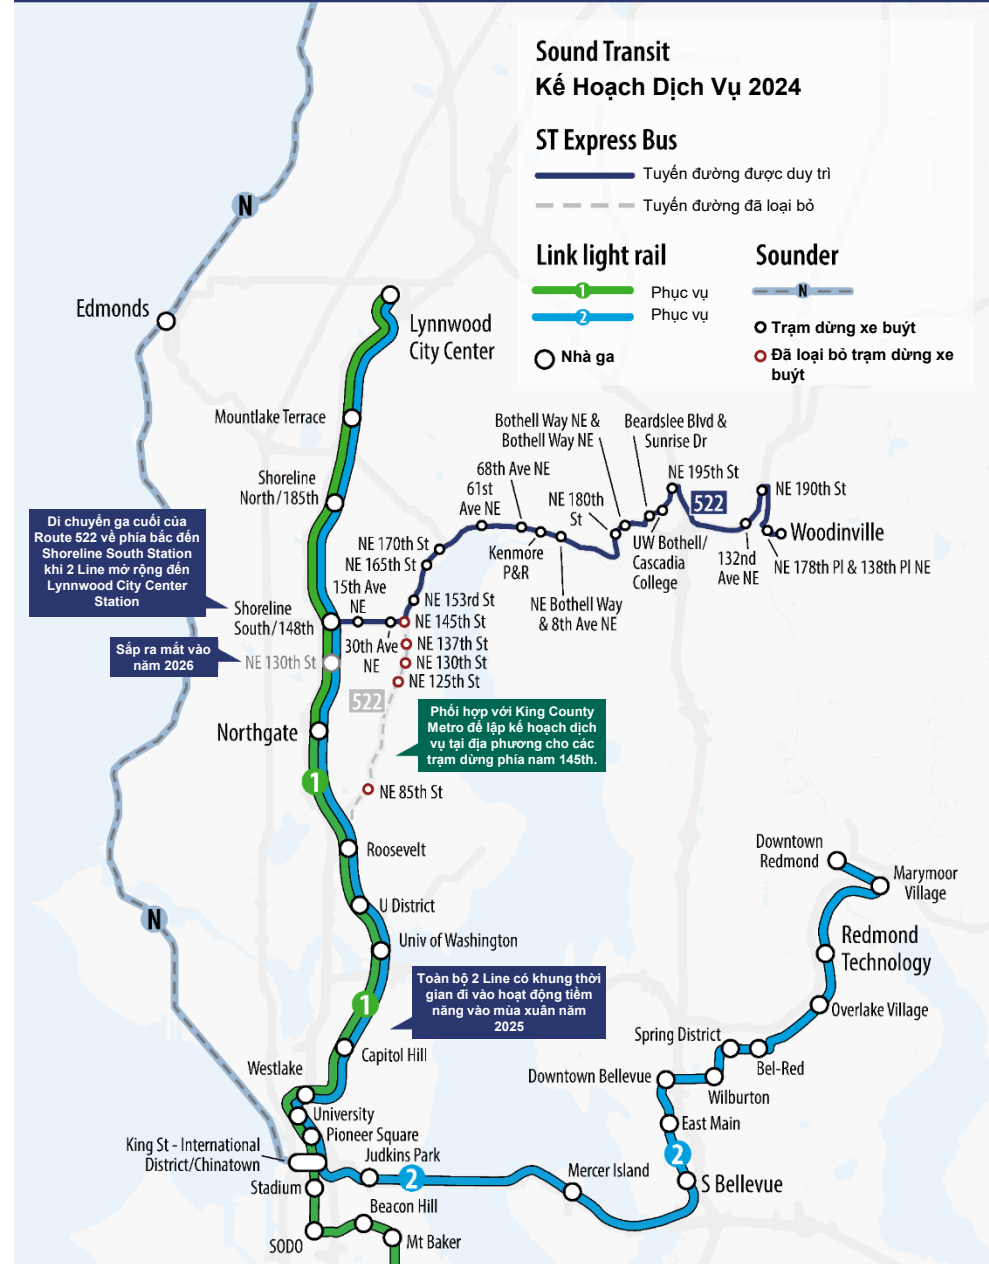 Sound Transit
Kế Hoạch Dịch Vụ 2024
ST Express Bus
Tuyến đường được duy trì
Tuyến đường đã loại bỏ
Link light rail
1
Phục vụ
2
Phục vụ
Nhà ga
Sounder
N
Trạm dừng xe buýt
Đã loại bỏ trạm dừng xe
buýt
N
Edmonds
Lynnwood
City Center
Mountlake Terrace
Shoreline
North/185th
Bothell Way NE &
Bothell Way NE
Beardslee Blvd &
Sunrise Dr
68th Ave NE
61st
Ave NE
NE 180th
St
NE 195th St
522
NE 190th St
Woodinville
NE 178th Pl & 138th Pl NE
132nd
Ave NE
UW Bothell/
Cascadia
College
Kenmore
P&R
NE Bothell Way
& 8th Ave NE
NE 170th St
NE 165th St
15th Ave
NE
NE 153rd St
Di chuyển ga cuối của
Route 522 về phía bắc đến
Shoreline South Station
khi 2 Line mở rộng đến
Lynnwood City Center
Station
Shoreline
South/148th
30th Ave
NE
NE 145th St
NE 137th St
NE 130th St
NE 125th St
Sắp ra mắt vào
năm 2026
NE 130th St
522
Phối hợp với King County
Metro để lập kế hoạch dịch
vụ tại địa phương cho các
trạm dừng phía nam 145th.
Northgate
1
NE 85th St
Roosevelt
U District
N
Univ of Washington
Toàn bộ 2 Line có khung thời
gian đi vào hoạt động tiềm
năng vào mùa xuân năm
2025
1
Capitol Hill
Westlake
University
Pioneer Square
King St - International
District/Chinatown
Judkins Park
2
Stadium
Beacon Hill
SODO
Mt Baker
Mercer Island
S Bellevue
2
East Main
Downtown Bellevue
Wilburton
Spring District
Bel-Red
Overlake Village
Redmond
Technology
Marymoor
Village
Downtown
Redmond